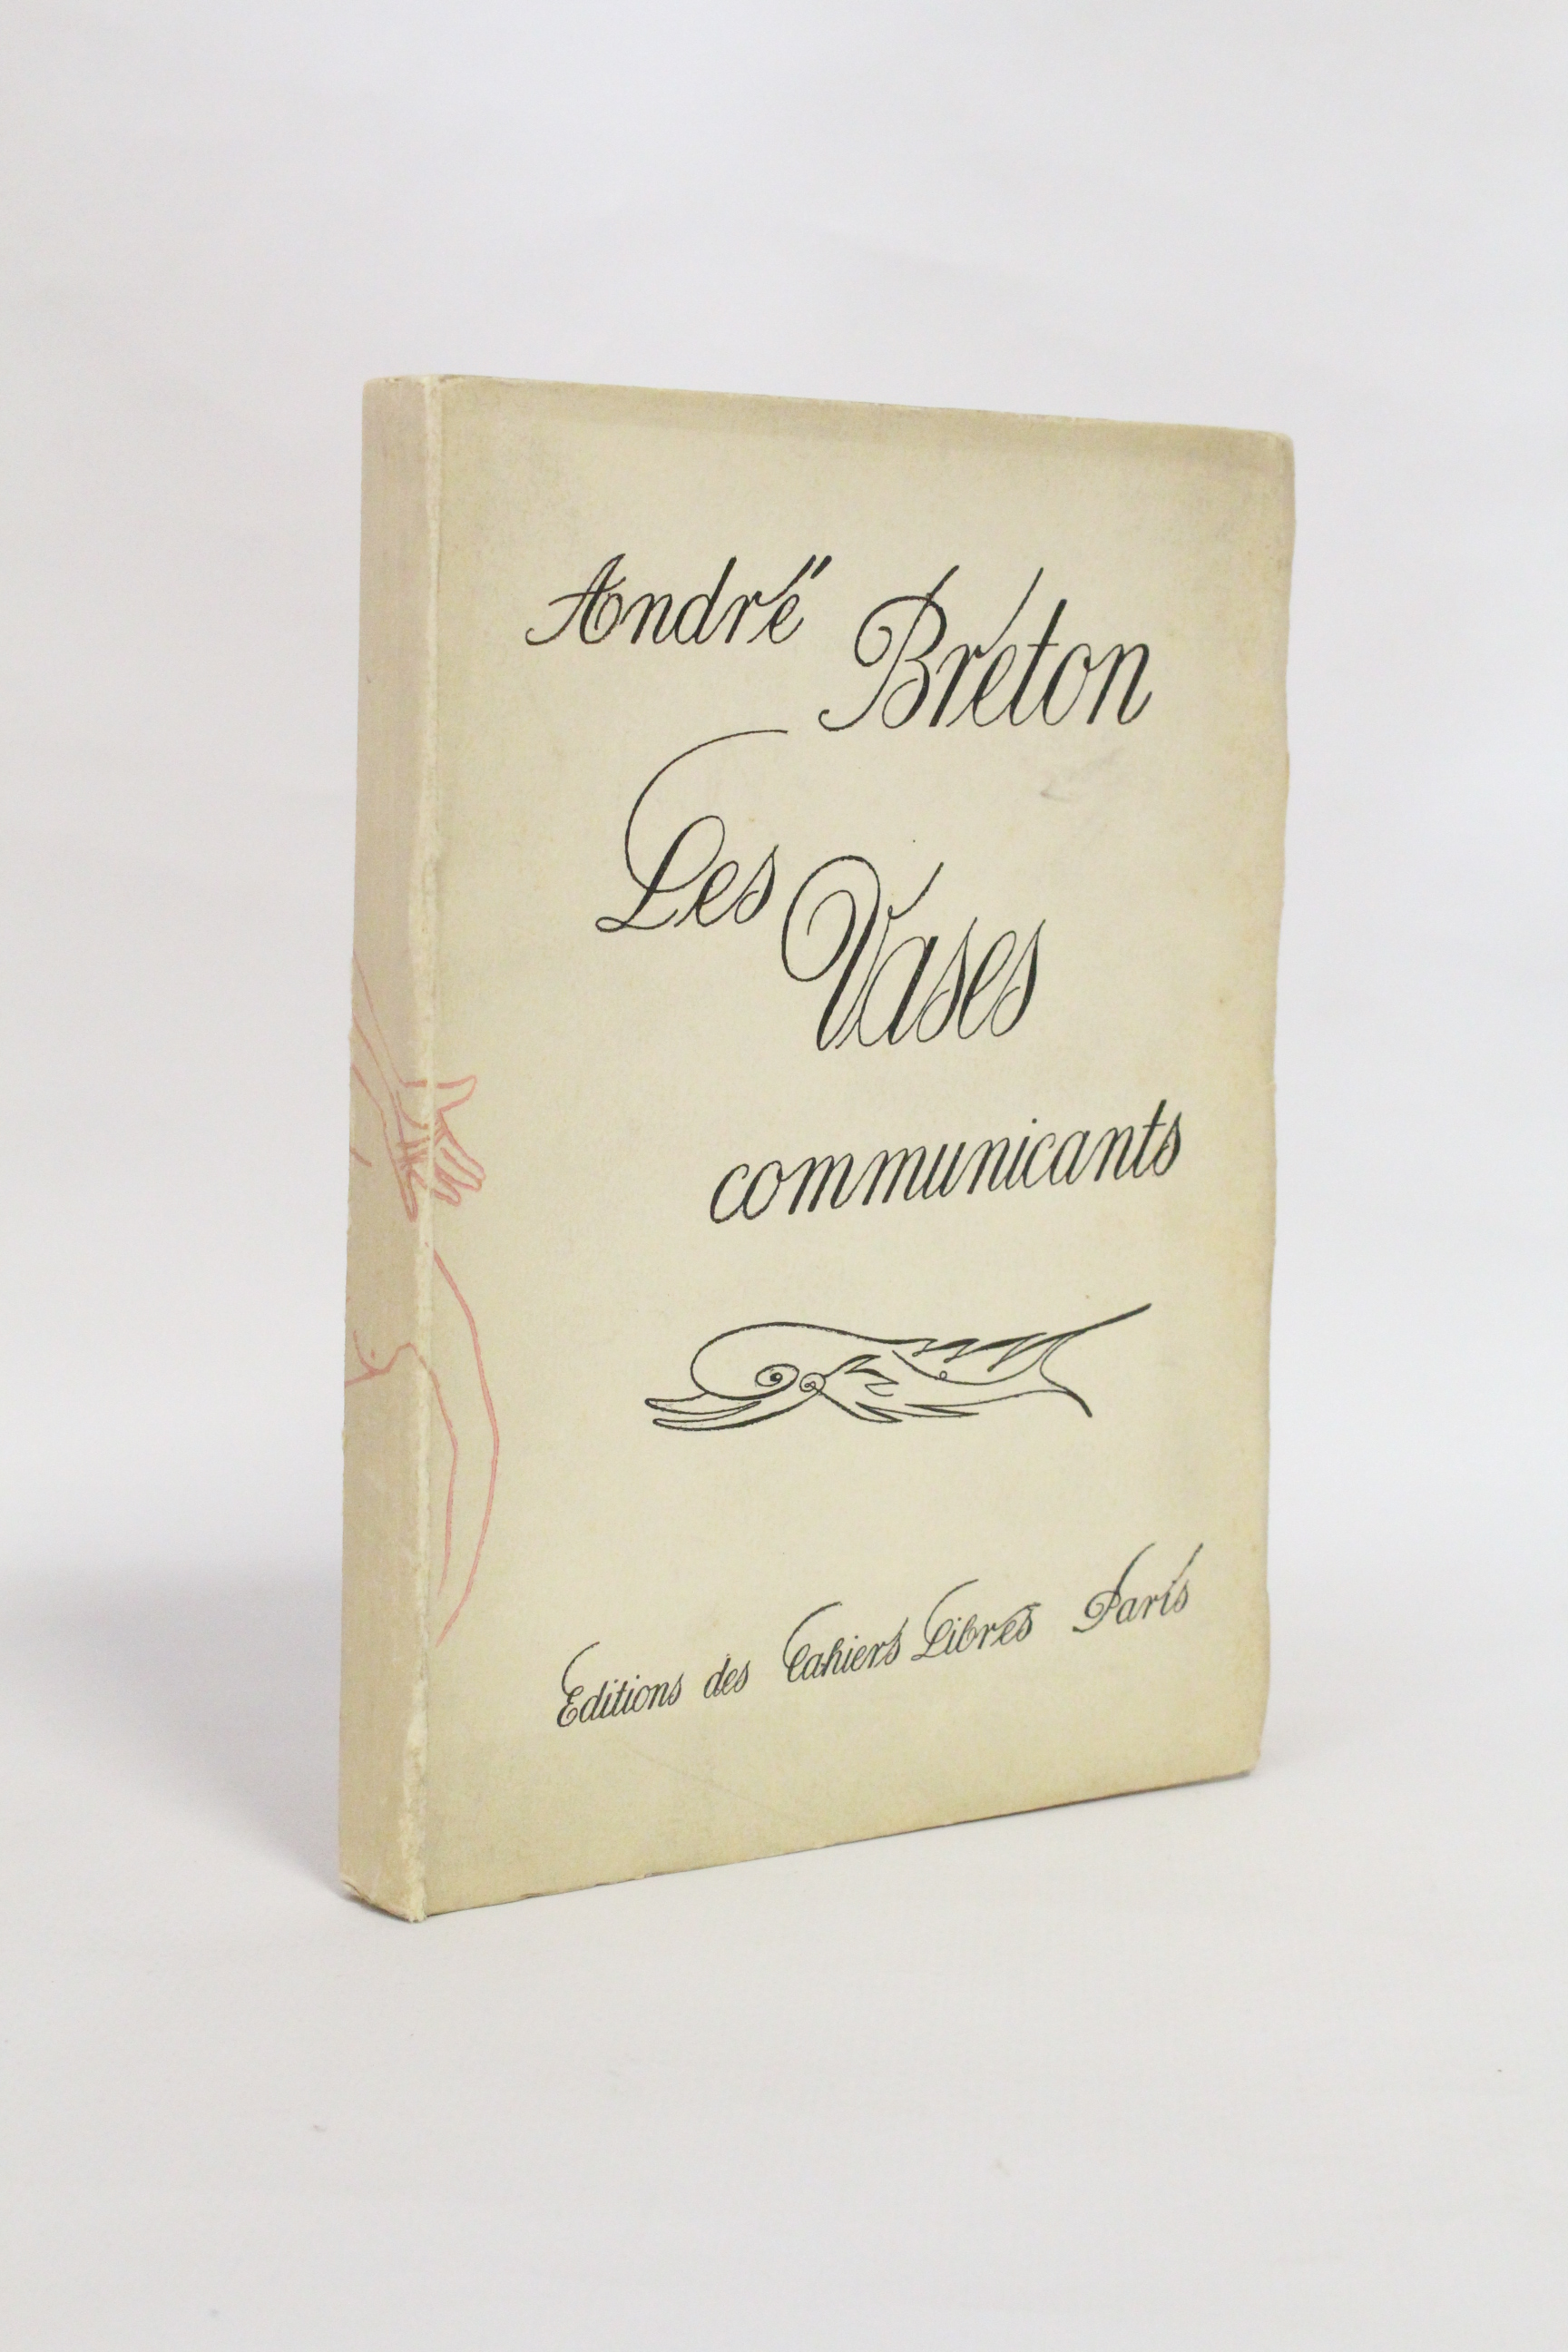 André Breton
Les Vases
communicants
Editions des Cahiers Libres Paris